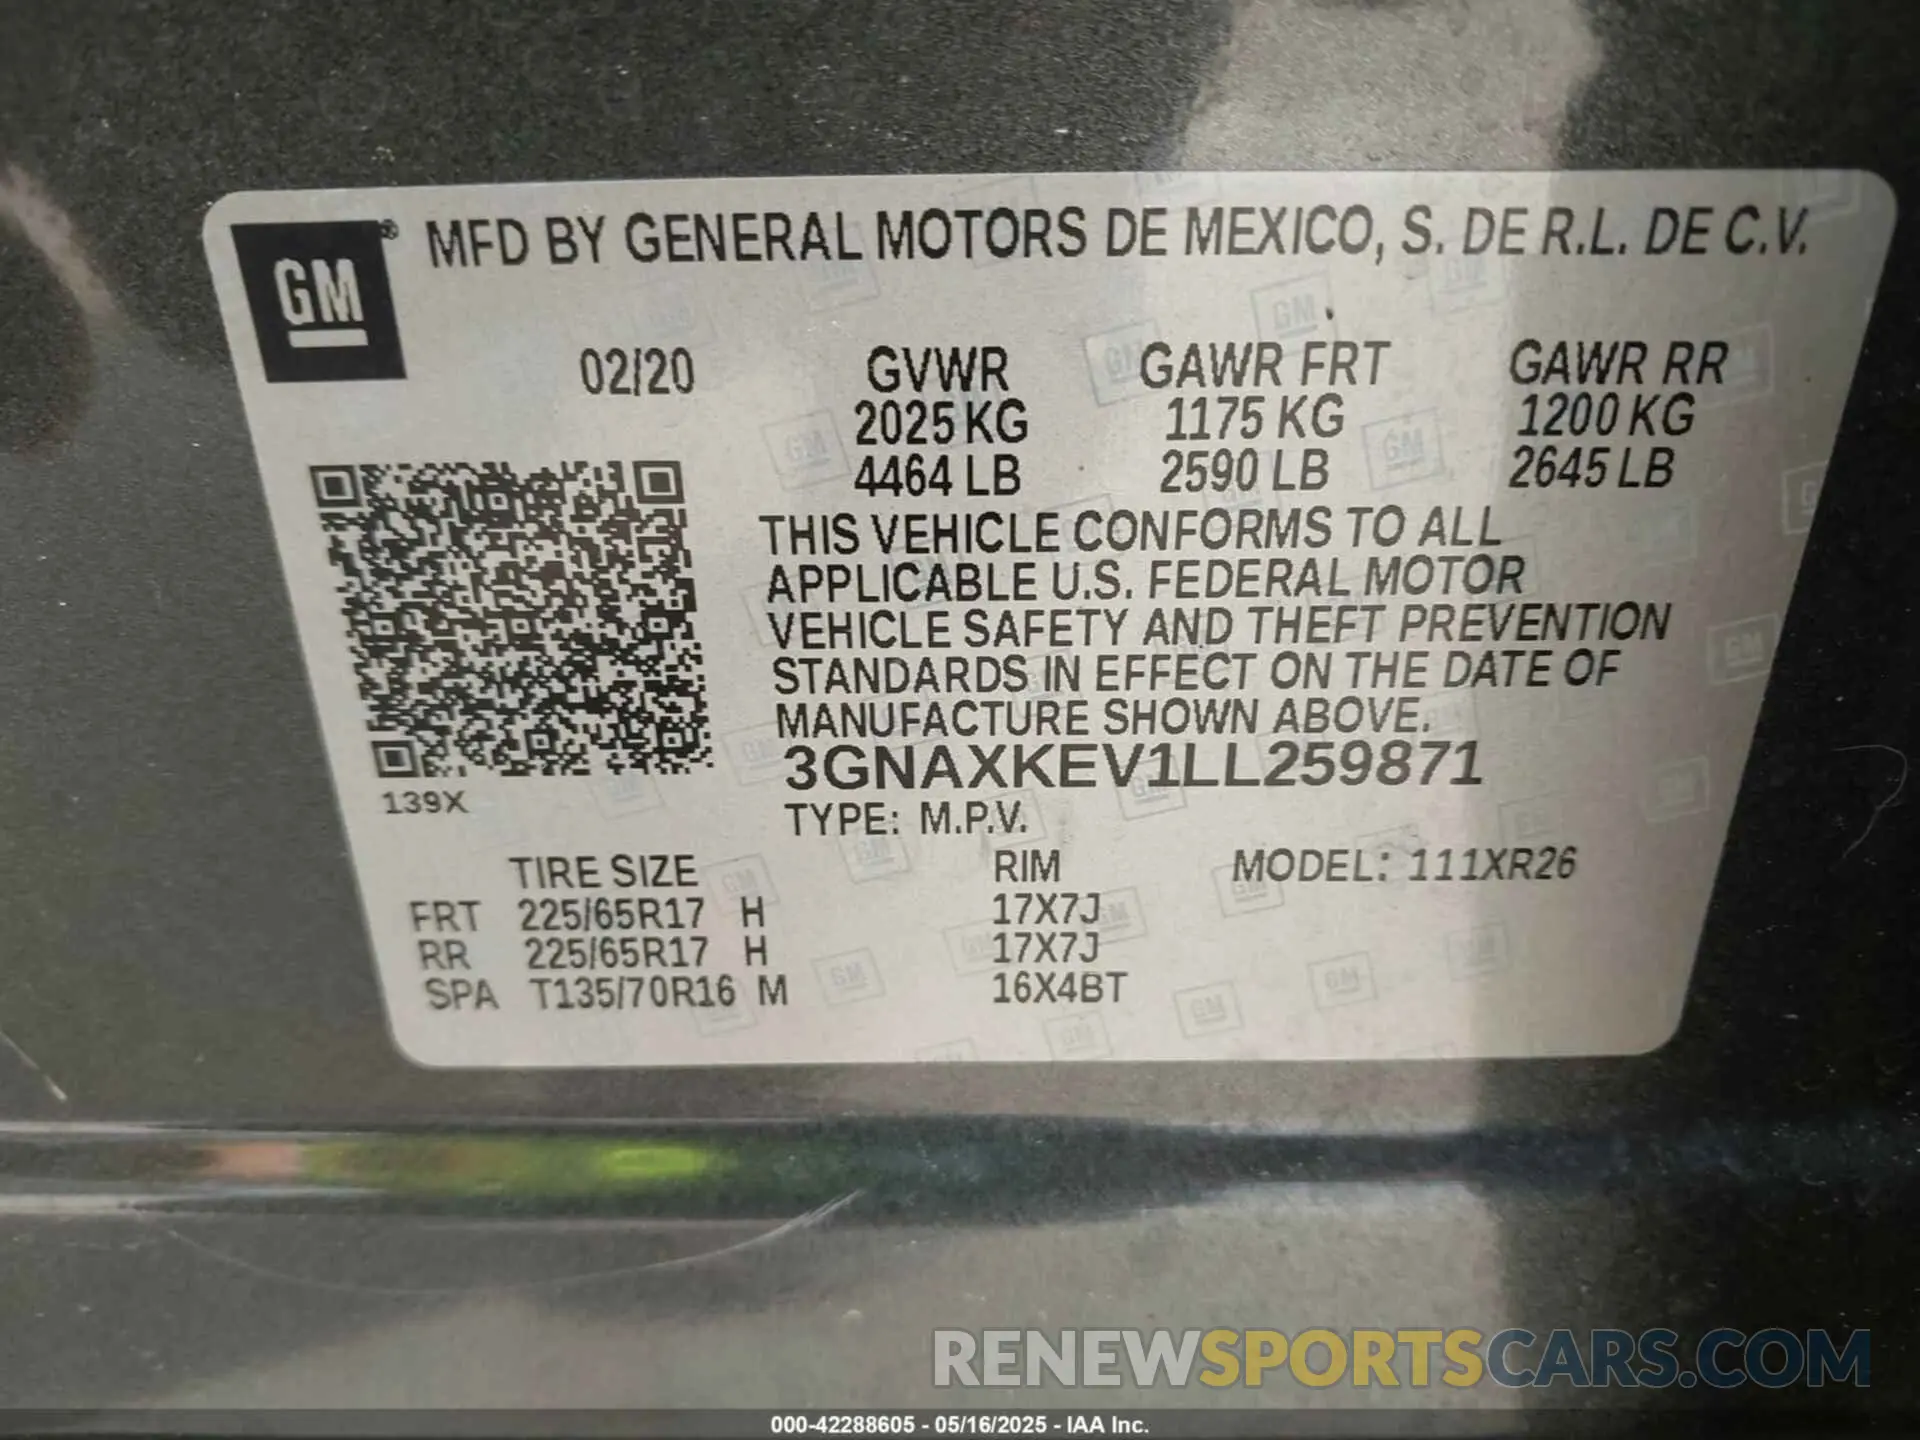 GM® MFD BY GENERAL MOTORS DE MEXICO, S. DE R.L. DE C.V.
02/20 GVWR GAWR FRT GAWR RR
2025 KG 1175 KG 1200 KG
4464 LB 2590 LB 2645 LB
THIS VEHICLE CONFORMS TO ALL
APPLICABLE U.S. FEDERAL MOTOR
VEHICLE SAFETY AND THEFT PREVENTION
STANDARDS IN EFFECT ON THE DATE OF
MANUFACTURE SHOWN ABOVE.
3GNAXKEV1LL259871
139X
TYPE: M.P.V.
TIRE SIZE RIM MODEL: 111XR26
FRT 225/65R17 H 17X7J
RR 225/65R17 H 17X7J
SPA T135/70R16 M 16X4BT
RENEWSPORTSCARS.COM
000-42288605 - 05/16/2025 - IAA Inc.